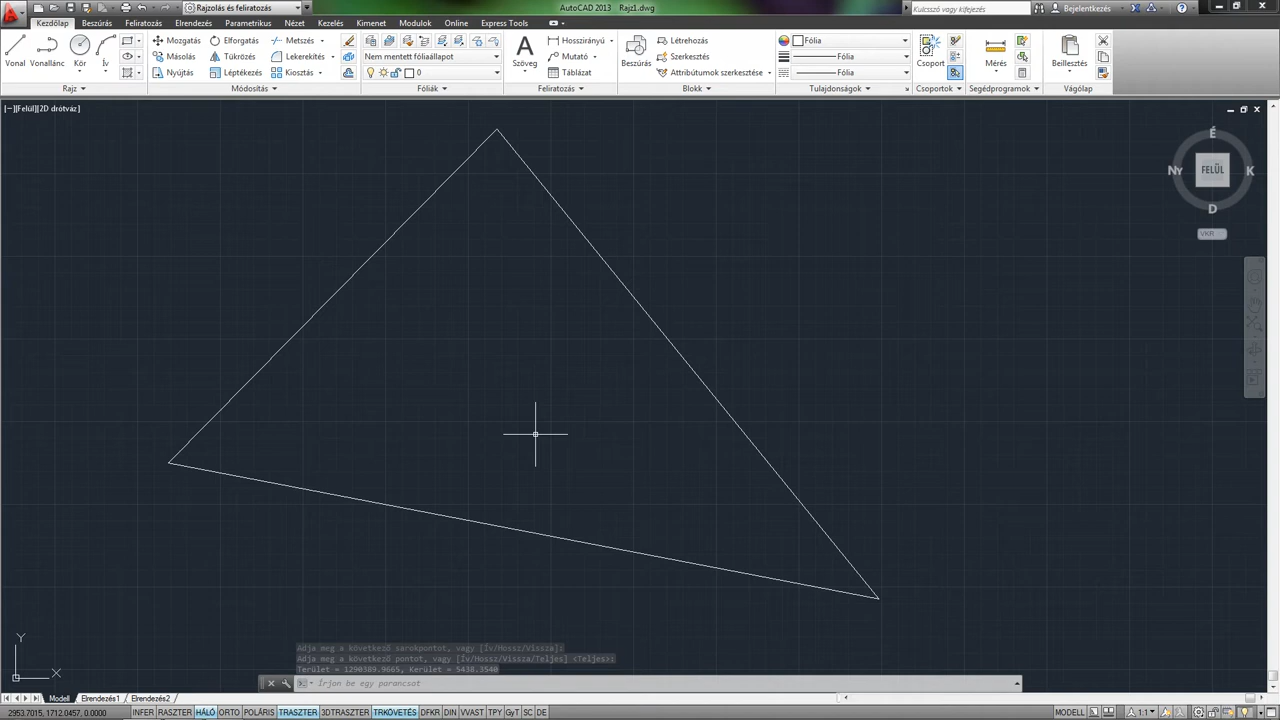 Rajzolás és feliratozás
AutoCAD 2013 Rajz1.dwg
Kulcsszó vagy kifejezés
Bejelentkezés
Kezdőlap Beszúrás Feliratozás Elrendezés Parametrikus Nézet Kezelés Kimenet Modulok Online Express Tools
Vonal
Vonallánc
Kör
Ív
Mozgatás
Elforgatás
Metszés
Másolás
Tükrözés
Lekerekítés
Nyújtás
Léptékezés
Kiosztás
Nem mentett fóliaállapot
0
Szöveg
Hosszirányú
Mutató
Táblázat
Beszúrás
Létrehozás
Szerkesztés
Attribútumok szerkesztése
Fólia
Fólia
Fólia
Csoport
Mérés
Beillesztés
Rajz Módosítás Fóliák Feliratozás Blokk Tulajdonságok Csoportok Segédprogramok Vágólap
[−][Felül][2D drótváz]
É
NY FELÜL K
D
VKR
Y
X
Adja meg a következő sarokpontot, vagy [Ív/Hossz/Vissza]:
Adja meg a következő pontot, vagy [Ív/Hossz/Vissza/Teljes] <Teljes>:
Terület = 1290389.9665, Kerület = 5438.3540
Írjon be egy parancsot
Modell Elrendezés1 Elrendezés2
2953.7015, 1712.0457, 0.0000 INFER RASZTER HÁLÓ ORTO POLÁRIS TRASZTER 3DTRASZTER TRKÖVETÉS DFKR DIN VVAST TPY GyT SC DE MODELL 1:1